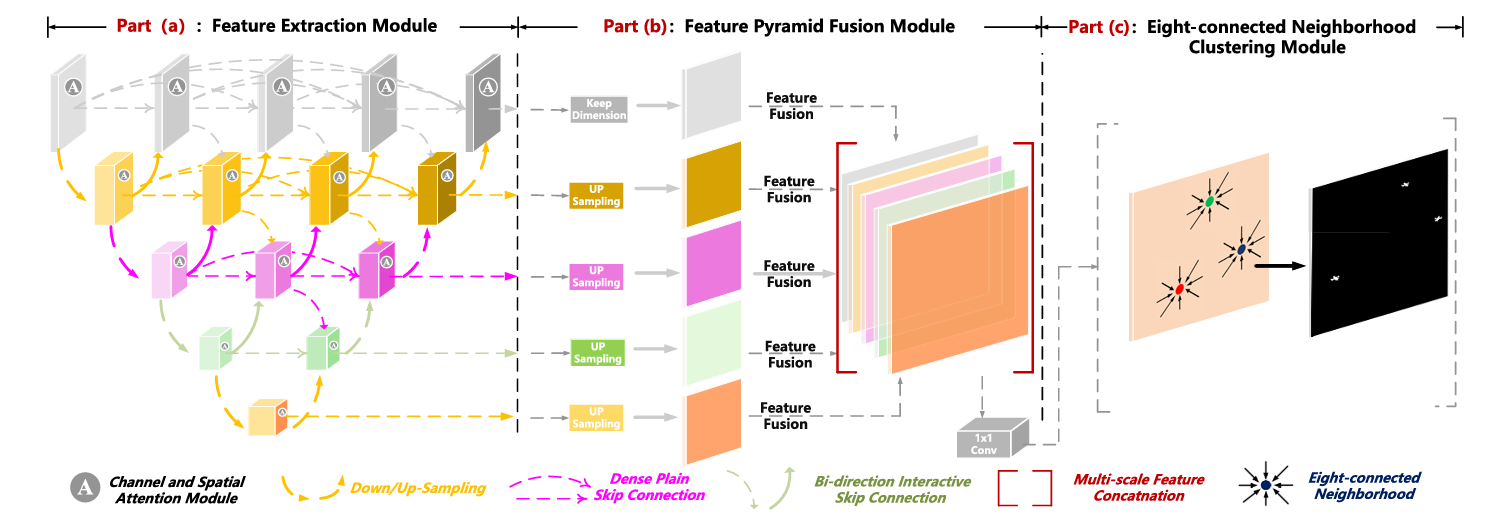 Part (a) : Feature Extraction Module
Part (b): Feature Pyramid Fusion Module
Part (c): Eight-connected Neighborhood
Clustering Module
A
A
A
A
A
Keep
Dimension
Feature
Fusion
A
A
A
A
UP
Sampling
Feature
Fusion
A
A
A
UP
Sampling
Feature
Fusion
A
A
UP
Sampling
Feature
Fusion
A
UP
Sampling
Feature
Fusion
1x1
Conv
A
Channel and Spatial
Attention Module
Down/Up-Sampling
Dense Plain
Skip Connection
Bi-direction Interactive
Skip Connection
Multi-scale Feature
Concatnation
Eight-connected
Neighborhood